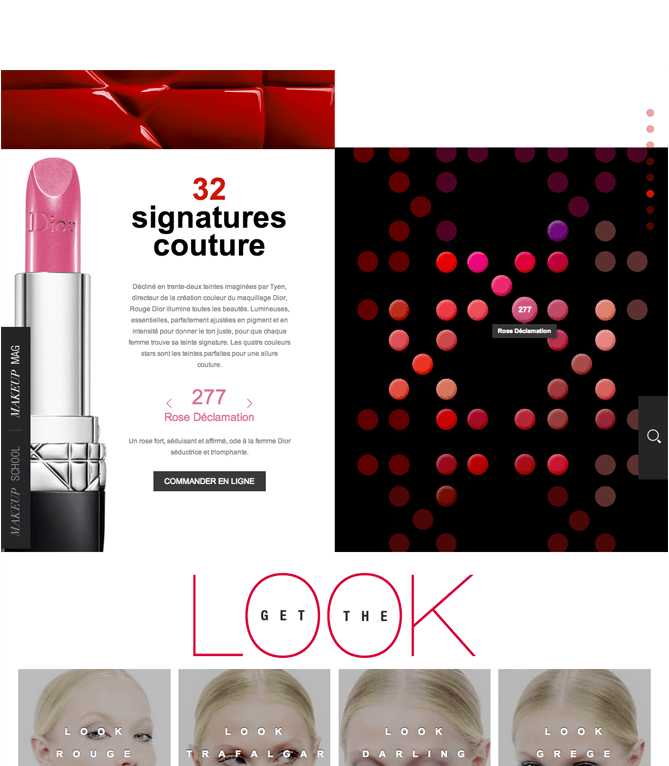 32
signatures
couture
Dior
Décliné en trente-deux teintes imaginées par Tyen,
directeur de la création couleur du maquillage Dior,
Rouge Dior illumine toutes les beautés. Lumineuses,
essentielles, parfaitement ajustées en pigment et en
intensité pour donner le ton juste, pour que chaque
femme trouve sa teinte signature. Les quatre couleurs
stars sont les teintes parfaites pour une allure
couture.
277
Rose Déclamation
Un rose fort, séduisant et affirmé, ode à la femme Dior
séductrice et triomphante.
COMMANDER EN LIGNE
MAKEUP MAG
MAKEUP SCHOOL
277
Rose Déclamation
LOOK
GET THE
LOOK
ROUGE
LOOK
TRAFALGAR
LOOK
DARLING
LOOK
GREGE